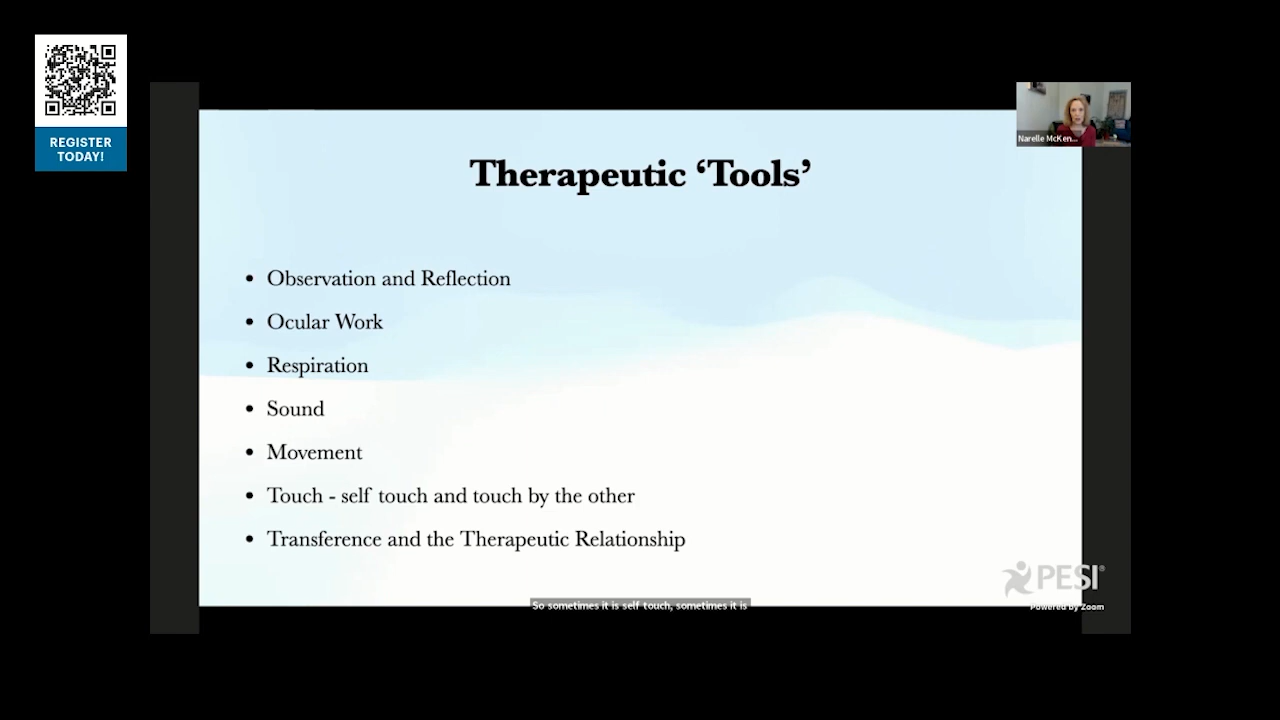 REGISTER
TODAY!
Narelle McKen...
Therapeutic ‘Tools’
• Observation and Reflection
• Ocular Work
• Respiration
• Sound
• Movement
• Touch - self touch and touch by the other
• Transference and the Therapeutic Relationship
PESI®
So sometimes it is self touch, sometimes it is
Powered by Zoom